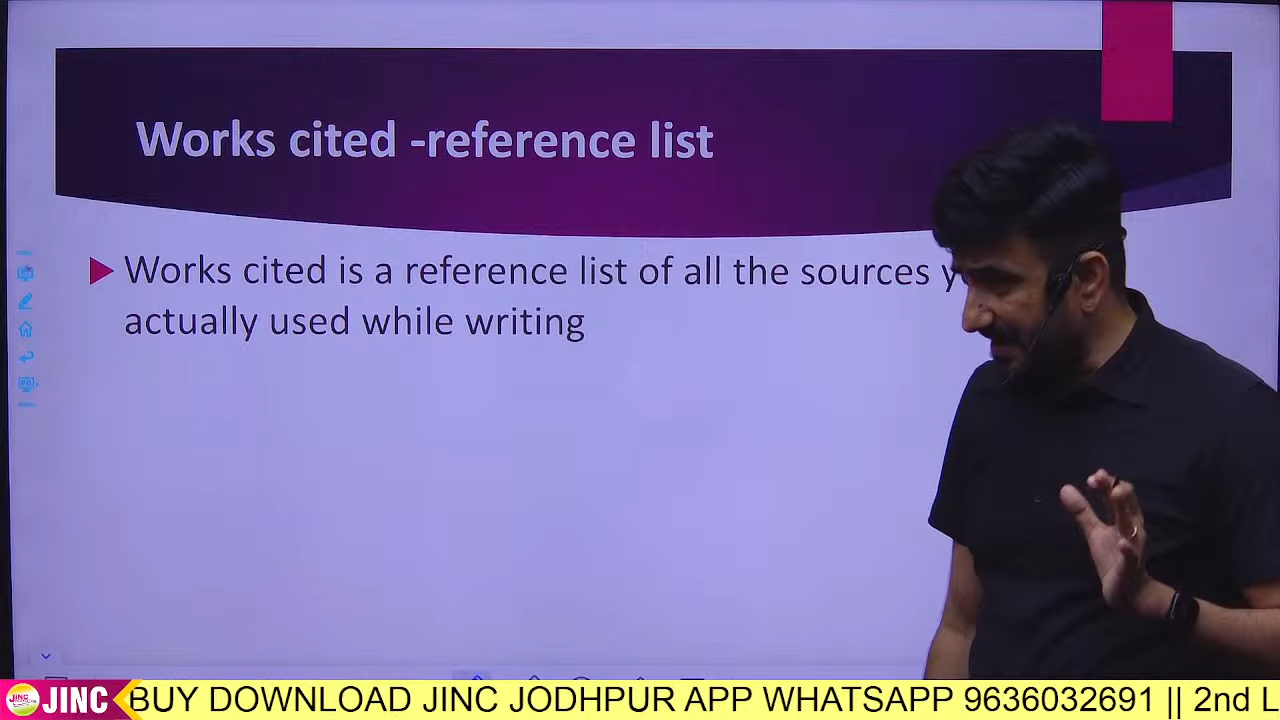 Works cited -reference list
Works cited is a reference list of all the sources
actually used while writing
JINC BUY DOWNLOAD JINC JODHPUR APP WHATSAPP 9636032691 || 2nd L